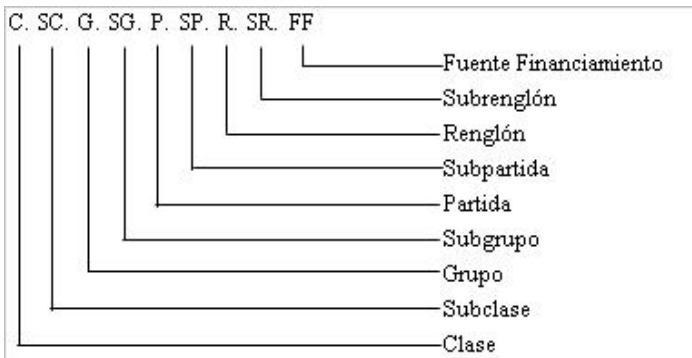 C. SC. G. SG. P. SP. R. SR. FF
Fuente Financiamiento
Subrenglón
Renglón
Subpartida
Partida
Subgrupo
Grupo
Subclase
Clase